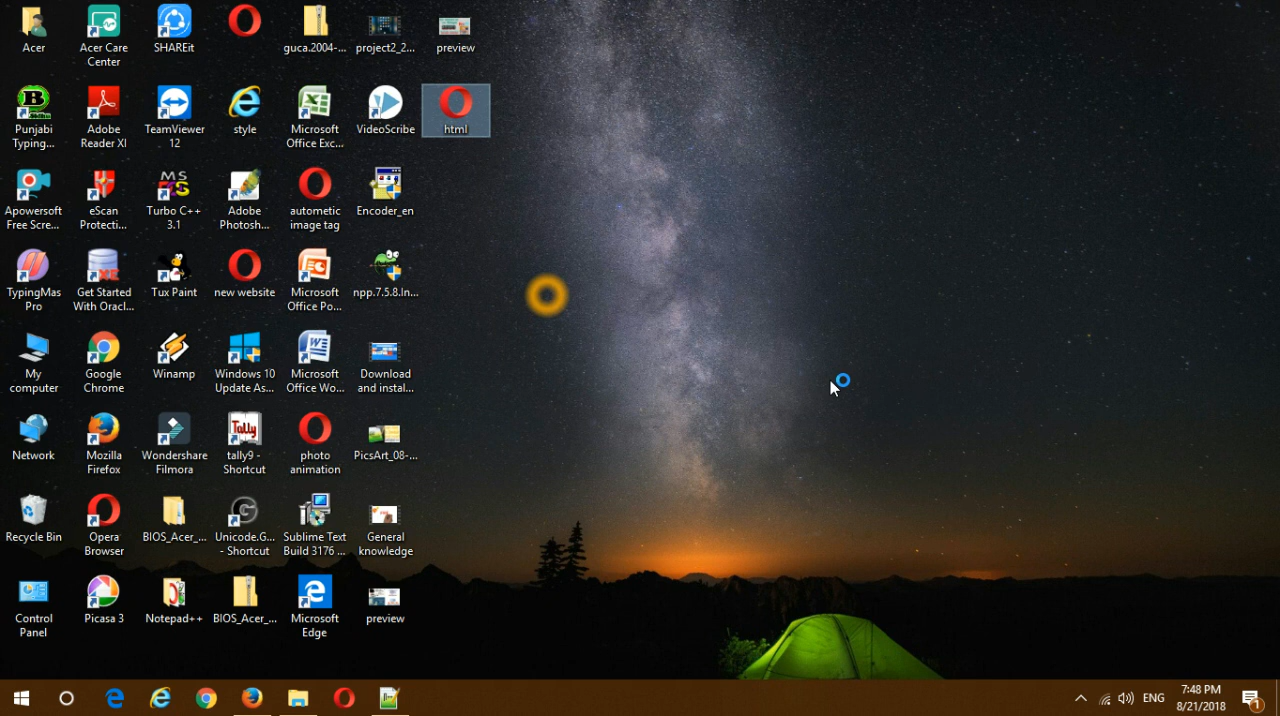 Acer
Acer Care
Center
SHAREit
guca.2004-...
project2_2...
preview
Punjabi
Typing...
Adobe
Reader XI
TeamViewer
12
style
Microsoft
Office Exc...
VideoScribe
html
Apowersoft
Free Scre...
eScan
Protecti...
Turbo C++
3.1
Adobe
Photosh...
autometic
image tag
Encoder_en
TypingMas
Pro
Get Started
With Oracl...
Tux Paint
new website
Microsoft
Office Po...
npp.7.5.8.In...
My
computer
Google
Chrome
Winamp
Windows 10
Update As...
Microsoft
Office Wo...
Download
and instal...
Network
Mozilla
Firefox
Wondershare
Filmora
Tally
tally9 -
Shortcut
photo
animation
PicsArt_08-...
Recycle Bin
Opera
Browser
BIOS_Acer_...
Unicode.G...
- Shortcut
Sublime Text
Build 3176 ...
General
knowledge
Control
Panel
Picasa 3
Notepad++
BIOS_Acer_...
Microsoft
Edge
preview
ENG
7:48 PM
8/21/2018
1